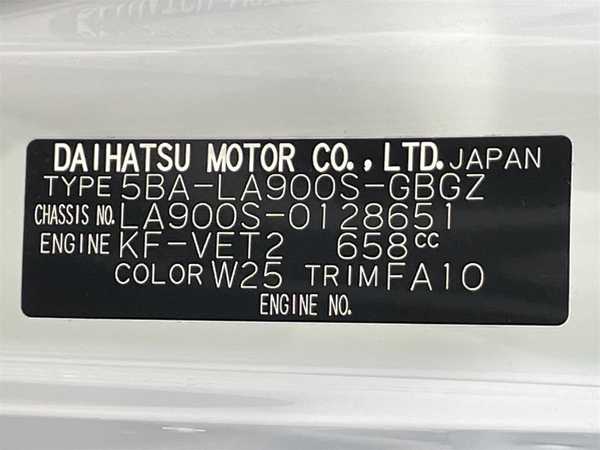 DAIHATSU MOTOR CO., LTD. JAPAN
TYPE 5BA-LA900S-GBGZ
CHASSIS NO. LA900S-0128651
ENGINE KF-VET2 658cc
COLOR W25 TRIM FA10
ENGINE NO.